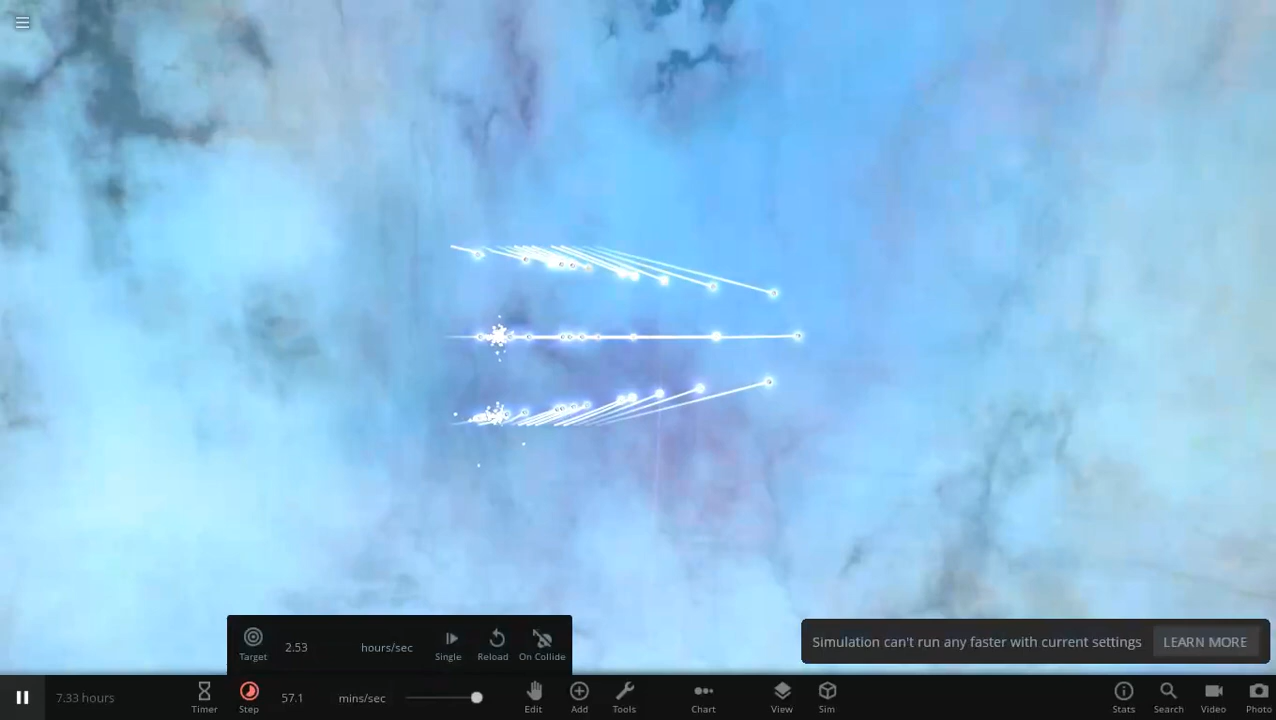 Simulation can't run any faster with current settings LEARN MORE
2.53 hours/sec
Target Single Reload On Collide
7.33 hours 57.1 mins/sec
Timer Step Edit Add Tools Chart View Sim Stats Search Video Photo